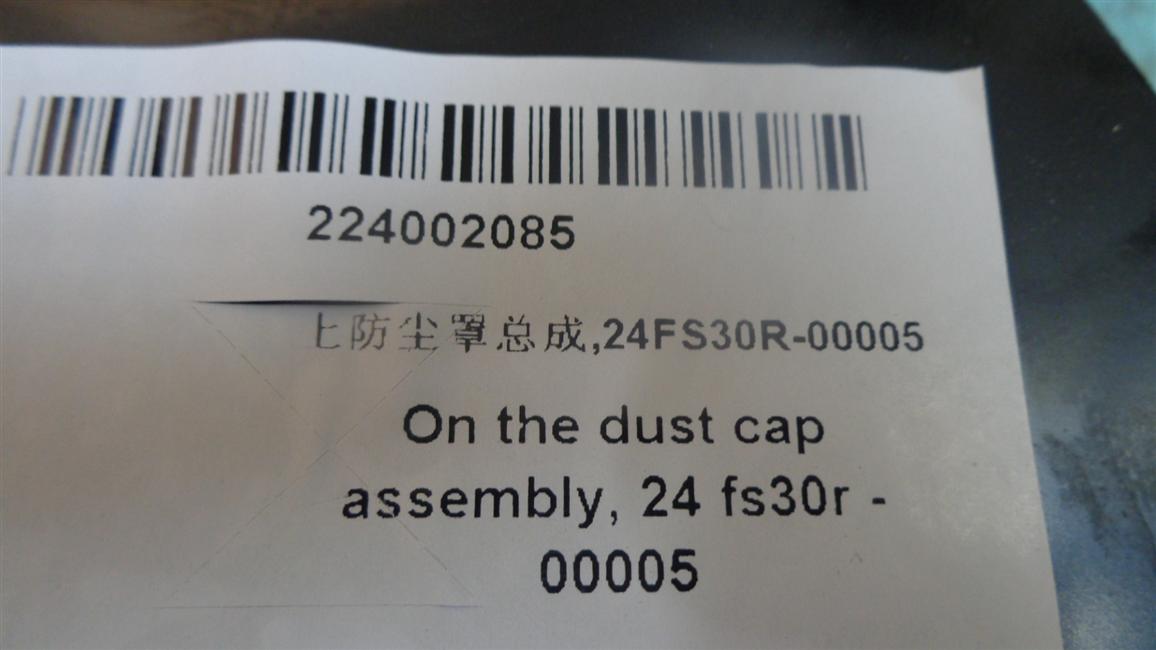 224002085
上防尘罩总成,24FS30R-00005
On the dust cap
assembly, 24 fs30r -
00005